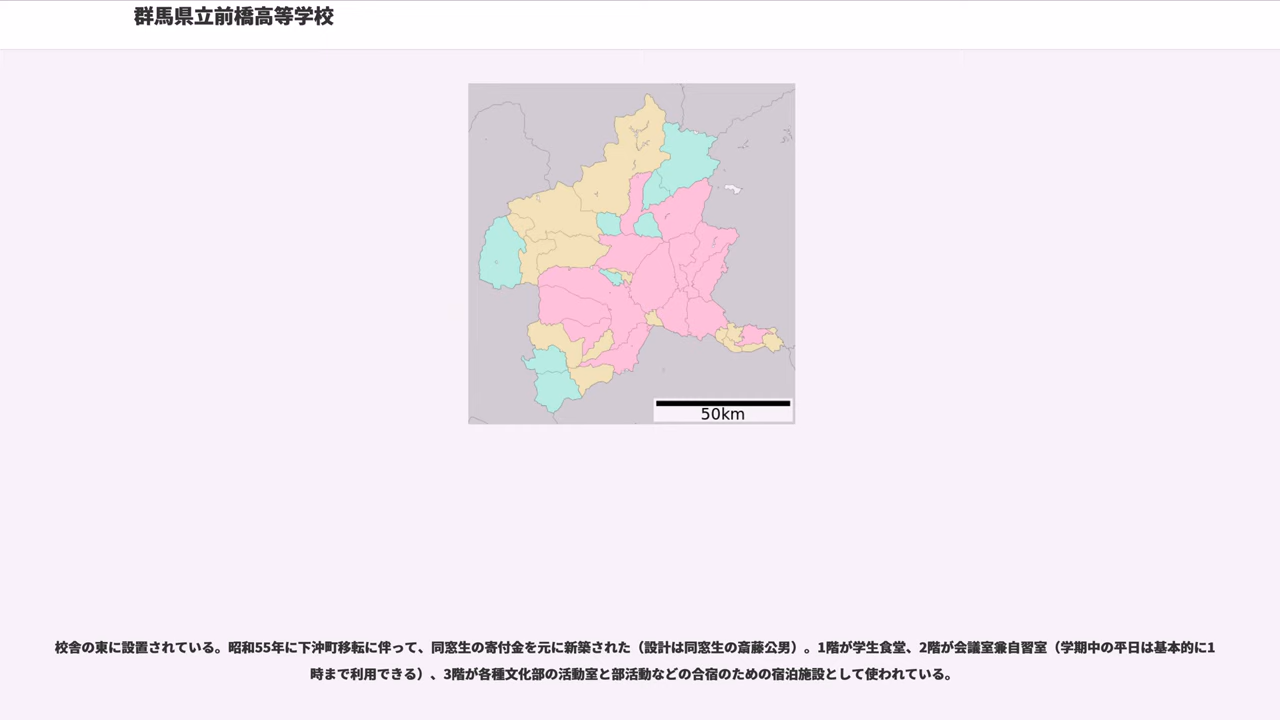 群馬県立前橋高等学校
50km
校舎の東に設置されている。昭和55年に下沖町移転に伴って、同窓生の寄付金を元に新築された（設計は同窓生の斎藤公男）。1階が学生食堂、2階が会議室兼自習室（学期中の平日は基本的に1
時まで利用できる）、3階が各種文化部の活動室と部活動などの合宿のための宿泊施設として使われている。